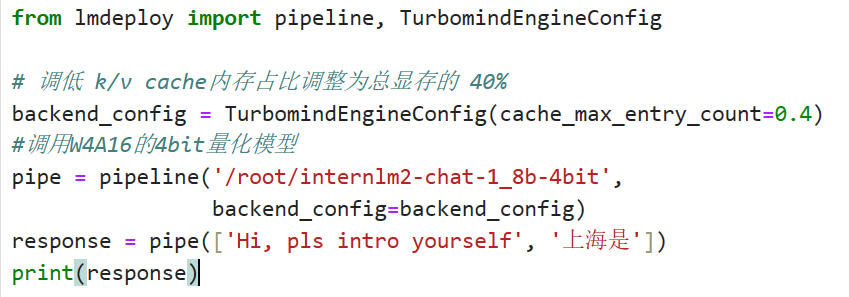 from lmdeploy import pipeline, TurbomindEngineConfig
# 调低 k/v cache内存占比调整为总显存的 40%
backend_config = TurbomindEngineConfig(cache_max_entry_count=0.4)
#调用W4A16的4bit量化模型
pipe = pipeline('/root/internlm2-chat-1_8b-4bit',
backend_config=backend_config)
response = pipe(['Hi, pls intro yourself', '上海是'])
print(response)